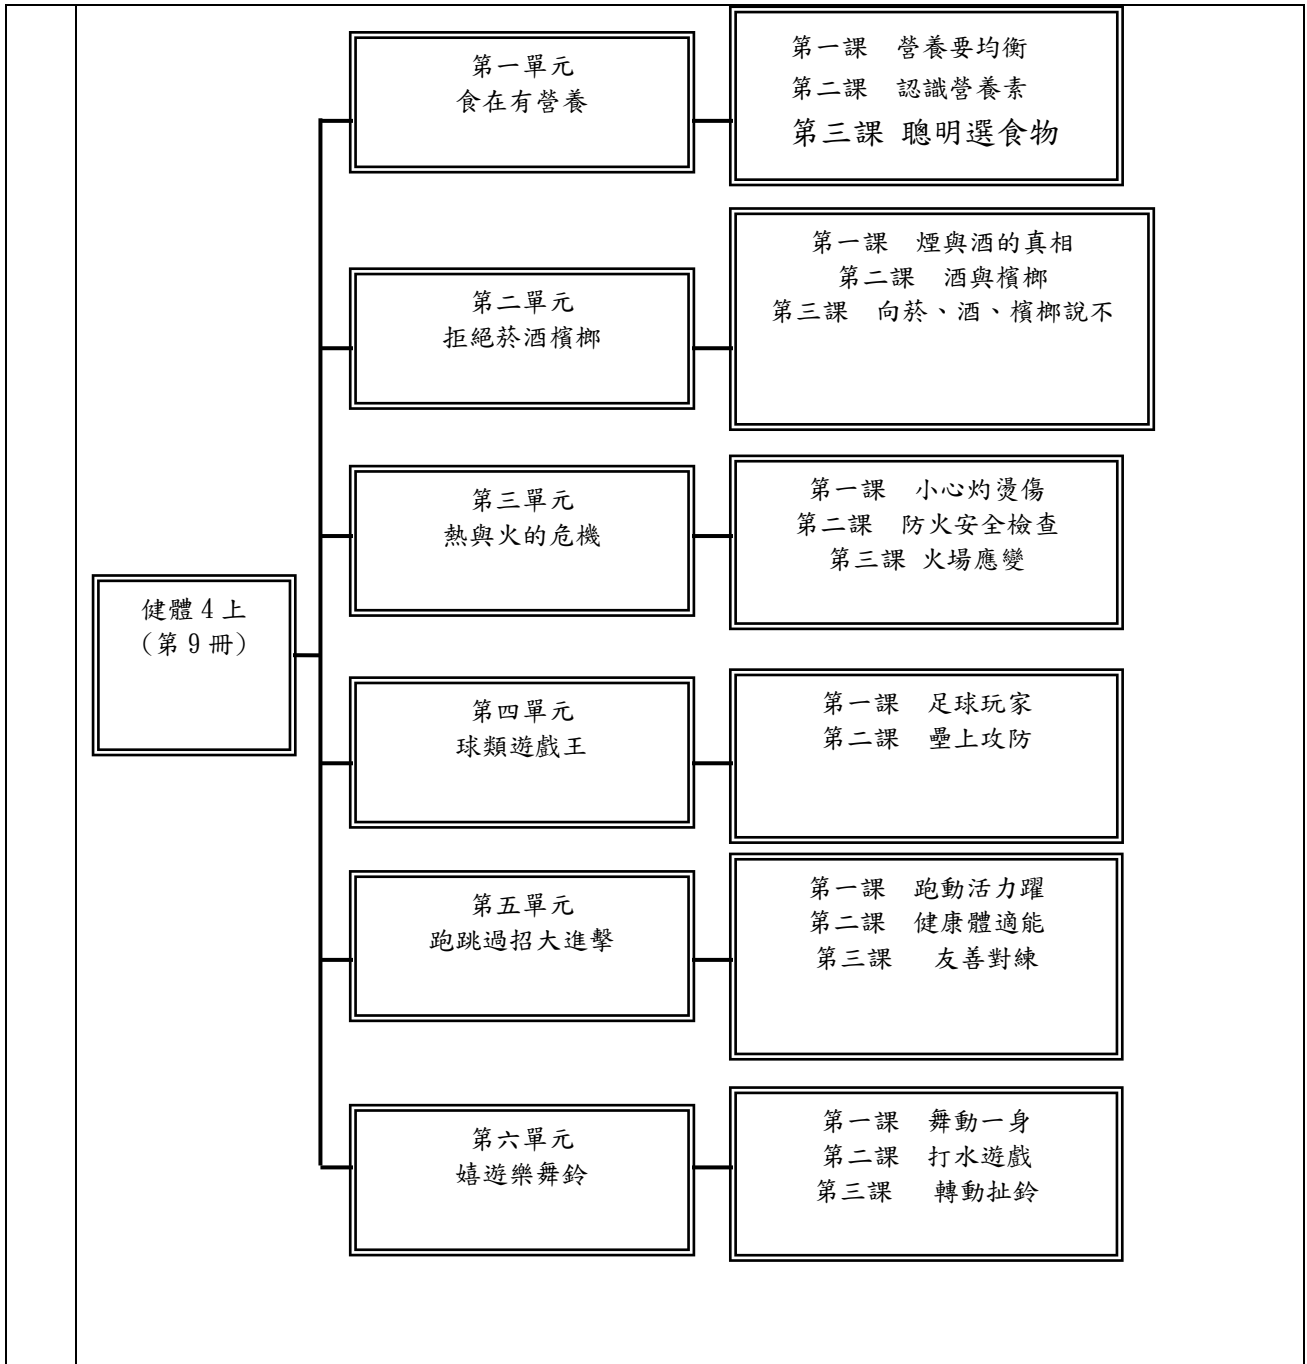 第一單元
食在有營養
第一課　營養要均衡
第二課　認識營養素
第三課 聰明選食物
第二單元
拒絕菸酒檳榔
第一課　煙與酒的真相
第二課　酒與檳榔
第三課　向菸、酒、檳榔說不
第三單元
熱與火的危機
第一課　小心灼燙傷
第二課　防火安全檢查
第三課 火場應變
健體 4 上
(第 9 冊)
第四單元
球類遊戲王
第一課　足球玩家
第二課　壘上攻防
第五單元
跑跳過招大進擊
第一課　跑動活力躍
第二課　健康體適能
第三課　 友善對練
第六單元
嬉遊樂舞鈴
第一課　舞動一身
第二課　打水遊戲
第三課　 轉動扯鈴